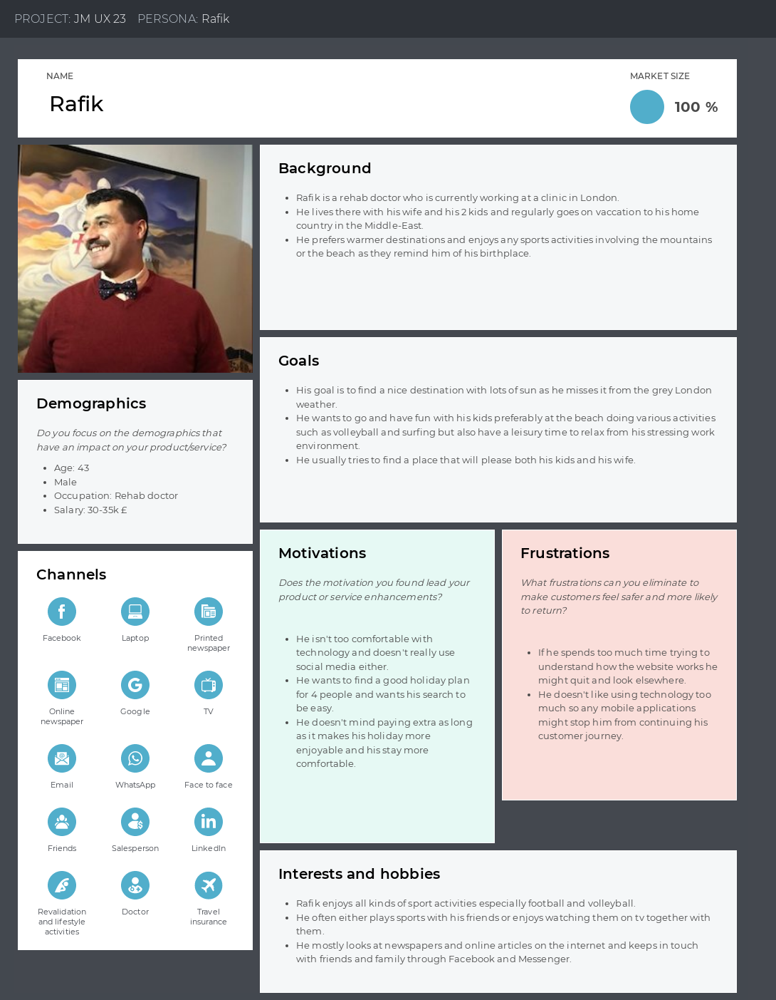 PROJECT: JM UX 23 PERSONA: Rafik
NAME
Rafik
MARKET SIZE
100 %
Background
• Rafik is a rehab doctor who is currently working at a clinic in London.
• He lives there with his wife and his 2 kids and regularly goes on vaccation to his home
country in the Middle-East.
• He prefers warmer destinations and enjoys any sports activities involving the mountains
or the beach as they remind him of his birthplace.
Goals
• His goal is to find a nice destination with lots of sun as he misses it from the grey London
weather.
• He wants to go and have fun with his kids preferably at the beach doing various activities
such as volleyball and surfing but also have a leisury time to relax from his stressing work
environment.
• He usually tries to find a place that will please both his kids and his wife.
Demographics
Do you focus on the demographics that
have an impact on your product/service?
• Age: 43
• Male
• Occupation: Rehab doctor
• Salary: 30-35k £
Channels
Facebook
Laptop
Printed
newspaper
Online
newspaper
Google
TV
Email
WhatsApp
Face to face
Friends
Salesperson
LinkedIn
Revalidation
and lifestyle
activities
Doctor
Travel
insurance
Motivations
Does the motivation you found lead your
product or service enhancements?
• He isn't too comfortable with
technology and doesn't really use
social media either.
• He wants to find a good holiday plan
for 4 people and wants his search to
be easy.
• He doesn't mind paying extra as long
as it makes his holiday more
enjoyable and his stay more
comfortable.
Frustrations
What frustrations can you eliminate to
make customers feel safer and more likely
to return?
• If he spends too much time trying to
understand how the website works he
might quit and look elsewhere.
• He doesn't like using technology too
much so any mobile applications
might stop him from continuing his
customer journey.
Interests and hobbies
• Rafik enjoys all kinds of sport activities especially football and volleyball.
• He often either plays sports with his friends or enjoys watching them on tv together with
them.
• He mostly looks at newspapers and online articles on the internet and keeps in touch
with friends and family through Facebook and Messenger.